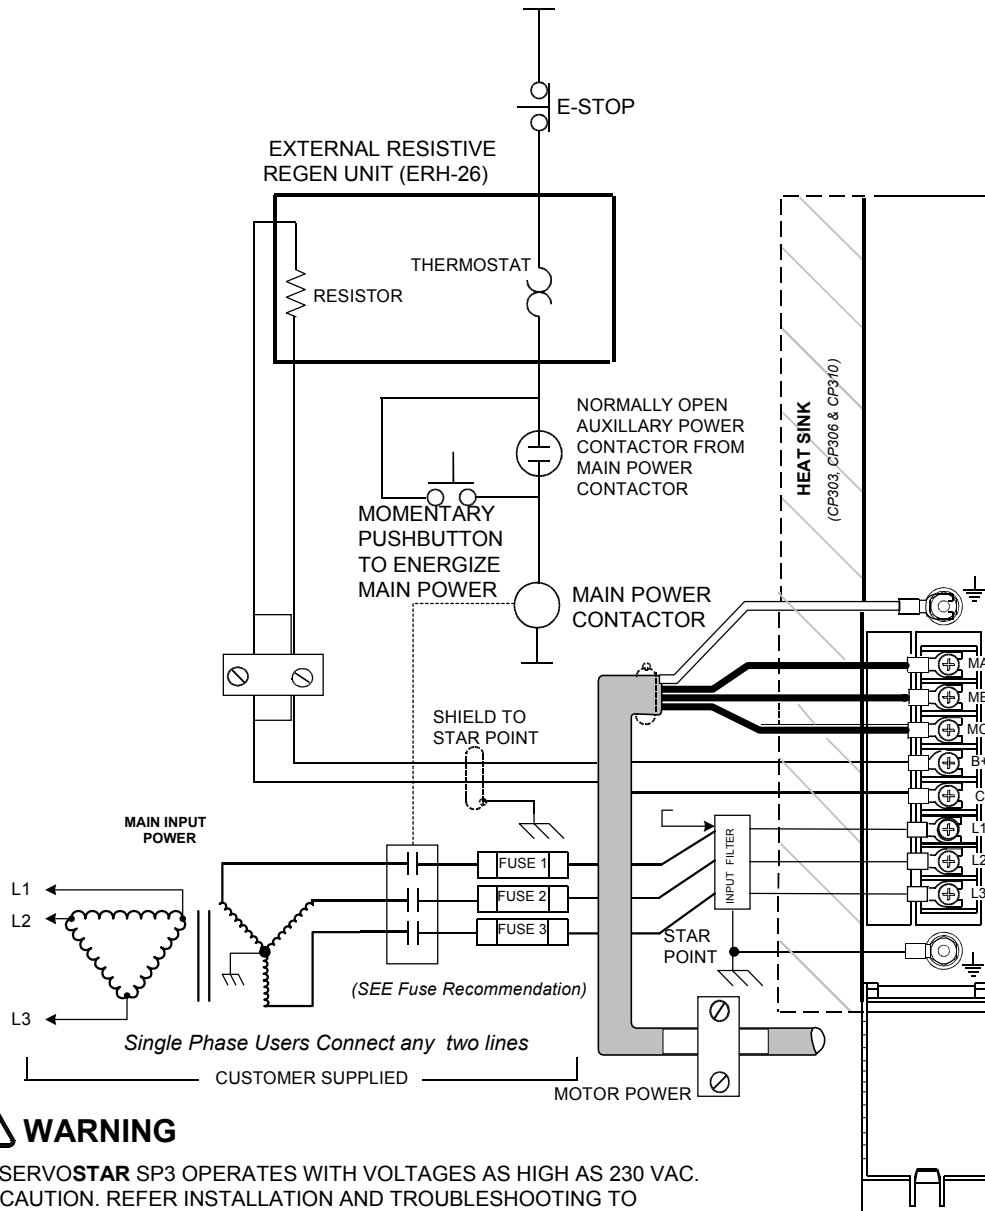 E-STOP
EXTERNAL RESISTIVE
REGEN UNIT (ERH-26)
THERMOSTAT
RESISTOR
HEAT SINK
(CP303, CP306 & CP310)
NORMALLY OPEN
AUXILLARY POWER
CONTACTOR FROM
MAIN POWER
CONTACTOR
MOMENTARY
PUSHBUTTON
TO ENERGIZE
MAIN POWER
MAIN POWER
CONTACTOR
MA
MB
MC
B+
C
L1
L2
L3
SHIELD TO
STAR POINT
MAIN INPUT
POWER
INPUT FILTER
FUSE 1
FUSE 2
FUSE 3
L1
L2
L3
STAR
POINT
(SEE Fuse Recommendation)
Single Phase Users Connect any two lines
CUSTOMER SUPPLIED
MOTOR POWER
WARNING
SERVOSTAR SP3 OPERATES WITH VOLTAGES AS HIGH AS 230 VAC.
CAUTION. REFER INSTALLATION AND TROUBLESHOOTING TO